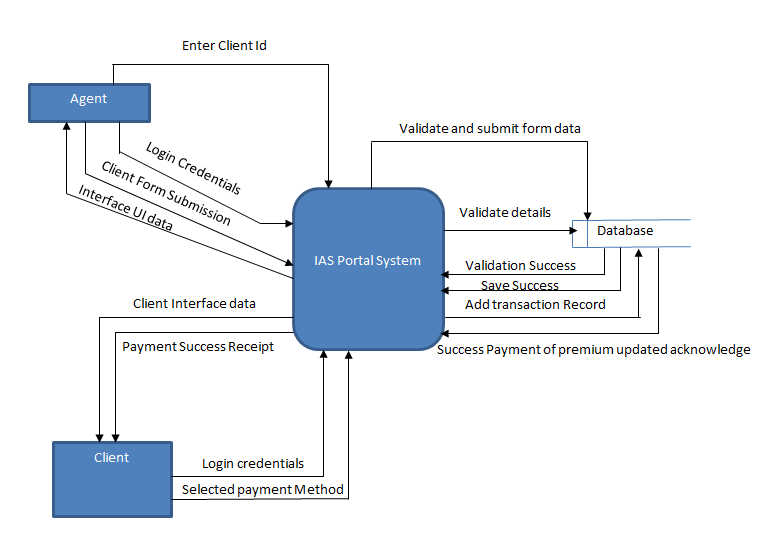 Enter Client Id
Agent
Validate and submit form data
Login Credentials
Client Form Submission
Interface UI data
Validate details
Database
IAS Portal System
Validation Success
Save Success
Client Interface data
Add transaction Record
Payment Success Receipt
Success Payment of premium updated acknowledge
Client
Login credentials
Selected payment Method